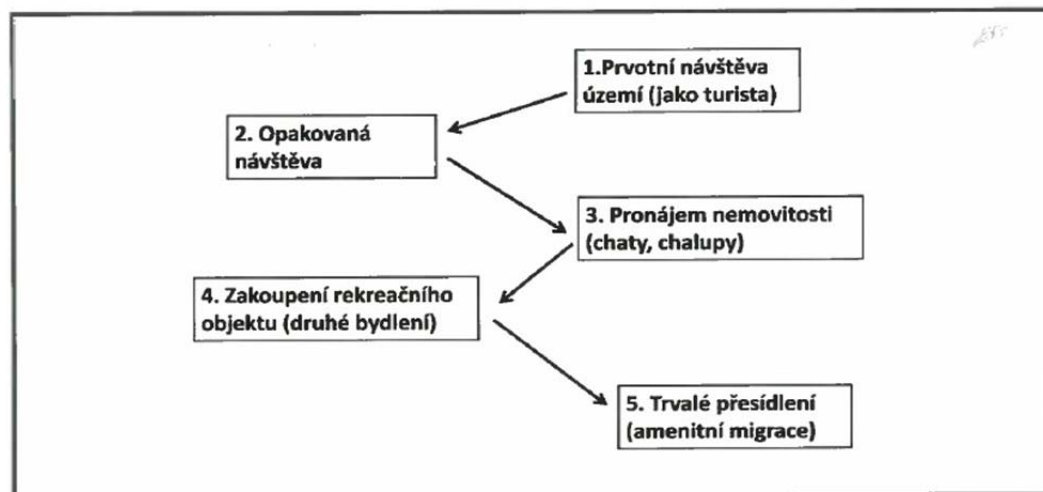 1.Prvotní návštěva
území (jako turista)
2. Opakovaná
návštěva
3. Pronájem nemovitosti
(chaty, chalupy)
4. Zakoupení rekreačního
objektu (druhé bydlení)
5. Trvalé přesídlení
(amenitní migrace)